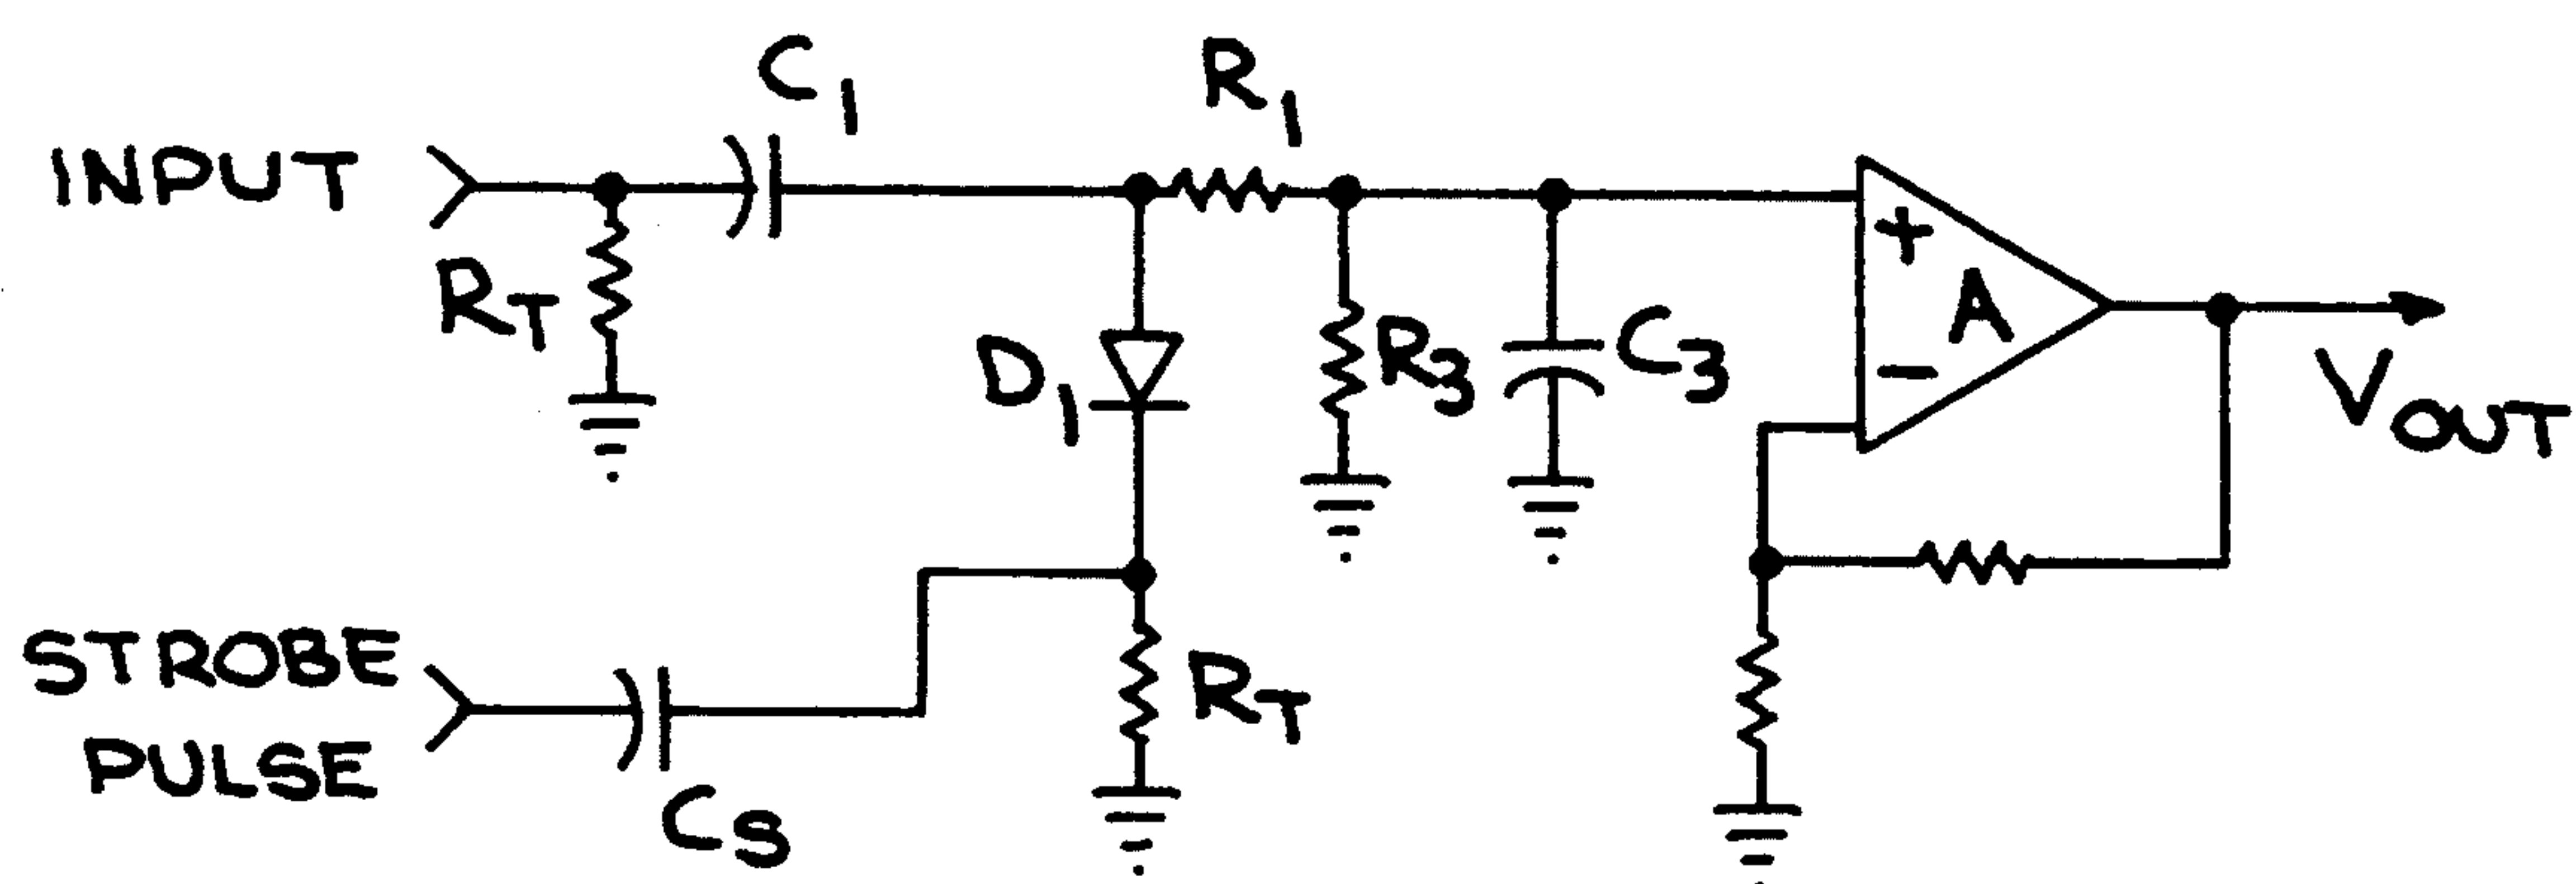 C1
R1
INPUT
RT
D1
R3
C3
+
A
−
VOUT
STROBE
PULSE
RT
CS